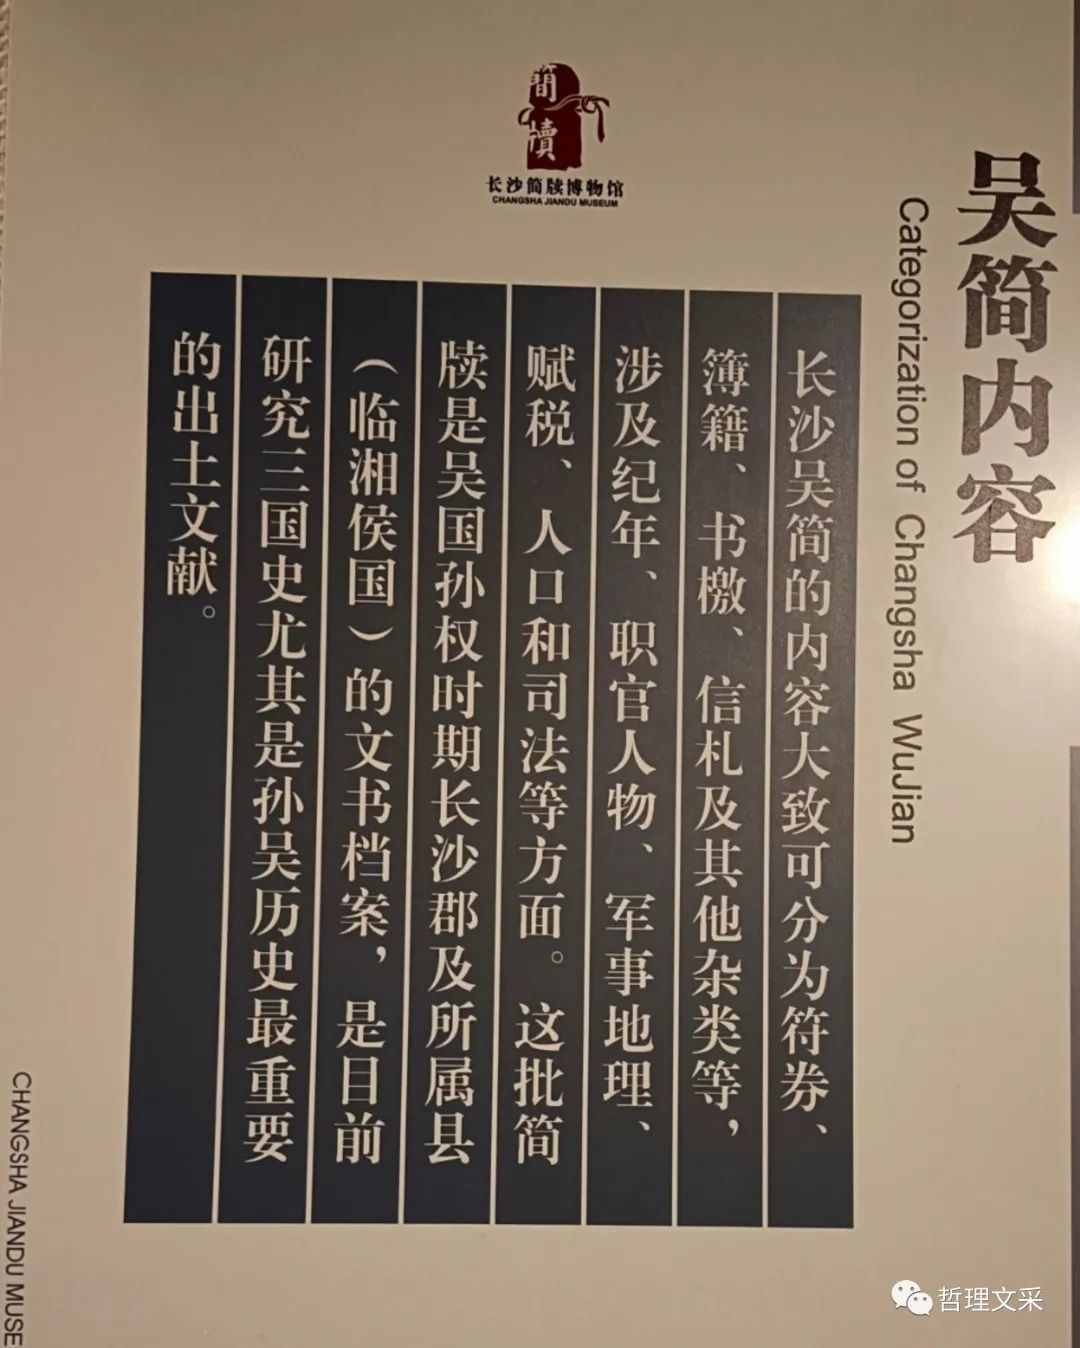 吴简内容
Categorization of Changsha WuJian
长沙吴简的内容大致可分为符券、
簿籍、书檄、信札及其他杂类等，
涉及纪年、职官人物、军事地理、
赋税、人口和司法等方面。这批简
牍是吴国孙权时期长沙郡及所属县
（临湘侯国）的文书档案，是目前
研究三国史尤其是孙吴历史最重要
的出土文献。
簡牘
长沙简牍博物馆
CHANGSHA JIANDU MUSEUM
CHANGSHA JIANDU MUSE
哲理文采